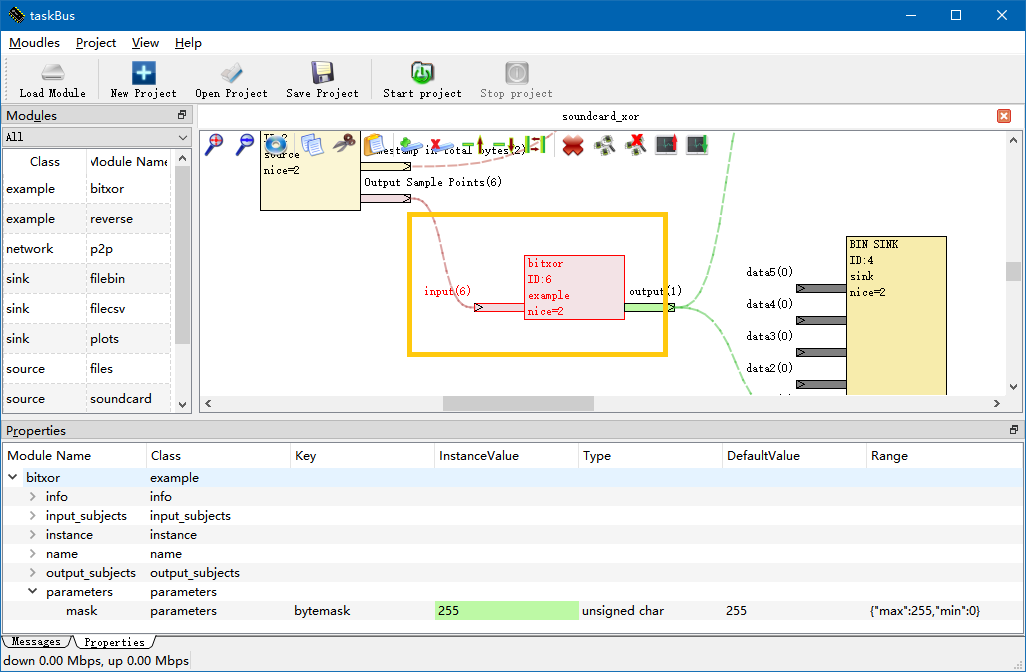 taskBus
Moudles Project View Help
Load Module New Project Open Project Save Project Start project Stop project
Modules
All
Class Module Name
example bitxor
example reverse
network p2p
sink filebin
sink filecsv
sink plots
source files
source soundcard
soundcard_xor
source
nice=2
in total bytes(2)
Output Sample Points(6)
input(6)
bitxor
ID:6
example
nice=2
output(1)
data5(0)
data4(0)
data3(0)
data2(0)
BIN SINK
ID:4
sink
nice=2
Properties
Module Name Class Key InstanceValue Type DefaultValue Range
bitxor example
info info
input_subjects input_subjects
instance instance
name name
output_subjects output_subjects
parameters parameters
mask parameters bytemask 255 unsigned char 255 {"max":255,"min":0}
Messages Properties
down 0.00 Mbps, up 0.00 Mbps